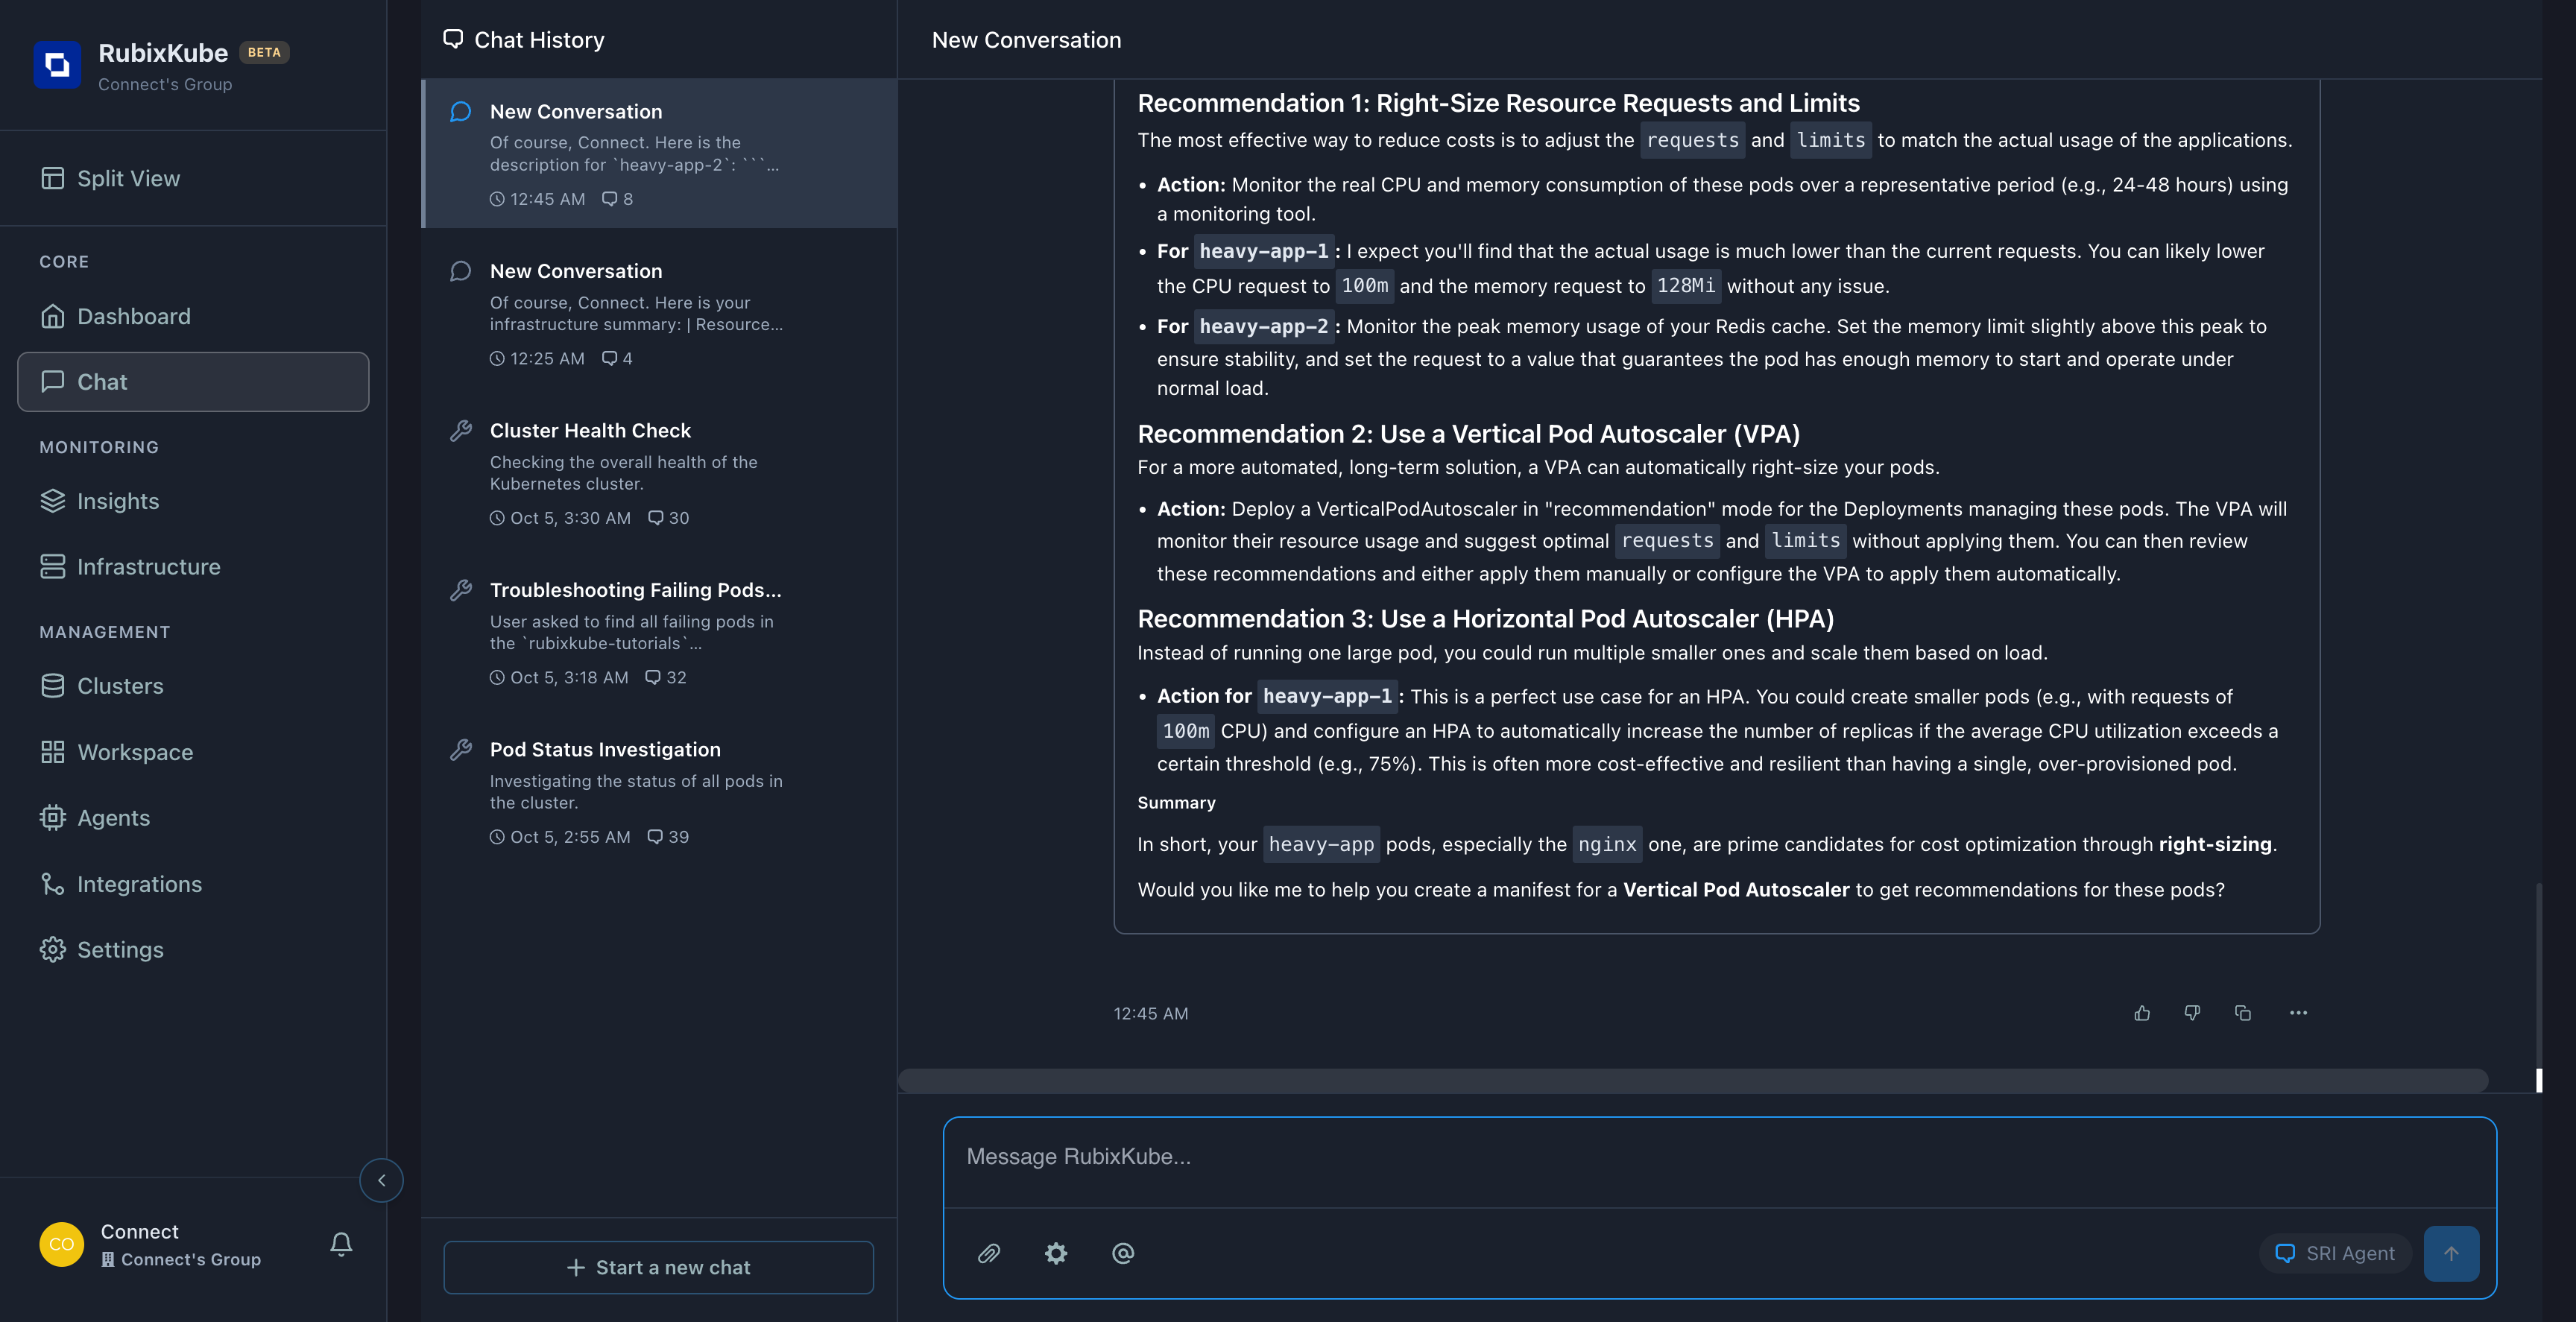 RubixKube BETA
Connect's Group
Split View
CORE
Dashboard
Chat
MONITORING
Insights
Infrastructure
MANAGEMENT
Clusters
Workspace
Agents
Integrations
Settings
CO
Connect
Connect's Group
Chat History
New Conversation
Of course, Connect. Here is the
description for `heavy-app-2`: ```...
12:45 AM 8
New Conversation
Of course, Connect. Here is your
infrastructure summary: | Resource...
12:25 AM 4
Cluster Health Check
Checking the overall health of the
Kubernetes cluster.
Oct 5, 3:30 AM 30
Troubleshooting Failing Pods...
User asked to find all failing pods in
the `rubixkube-tutorials`...
Oct 5, 3:18 AM 32
Pod Status Investigation
Investigating the status of all pods in
the cluster.
Oct 5, 2:55 AM 39
+ Start a new chat
New Conversation
Recommendation 1: Right-Size Resource Requests and Limits
The most effective way to reduce costs is to adjust the requests and limits to match the actual usage of the applications.
• Action: Monitor the real CPU and memory consumption of these pods over a representative period (e.g., 24-48 hours) using
a monitoring tool.
• For heavy-app-1: I expect you'll find that the actual usage is much lower than the current requests. You can likely lower
the CPU request to 100m and the memory request to 128Mi without any issue.
• For heavy-app-2: Monitor the peak memory usage of your Redis cache. Set the memory limit slightly above this peak to
ensure stability, and set the request to a value that guarantees the pod has enough memory to start and operate under
normal load.
Recommendation 2: Use a Vertical Pod Autoscaler (VPA)
For a more automated, long-term solution, a VPA can automatically right-size your pods.
• Action: Deploy a VerticalPodAutoscaler in "recommendation" mode for the Deployments managing these pods. The VPA will
monitor their resource usage and suggest optimal requests and limits without applying them. You can then review
these recommendations and either apply them manually or configure the VPA to apply them automatically.
Recommendation 3: Use a Horizontal Pod Autoscaler (HPA)
Instead of running one large pod, you could run multiple smaller ones and scale them based on load.
• Action for heavy-app-1: This is a perfect use case for an HPA. You could create smaller pods (e.g., with requests of
100m CPU) and configure an HPA to automatically increase the number of replicas if the average CPU utilization exceeds a
certain threshold (e.g., 75%). This is often more cost-effective and resilient than having a single, over-provisioned pod.
Summary
In short, your heavy-app pods, especially the nginx one, are prime candidates for cost optimization through right-sizing.
Would you like me to help you create a manifest for a Vertical Pod Autoscaler to get recommendations for these pods?
12:45 AM
Message RubixKube...
SRI Agent